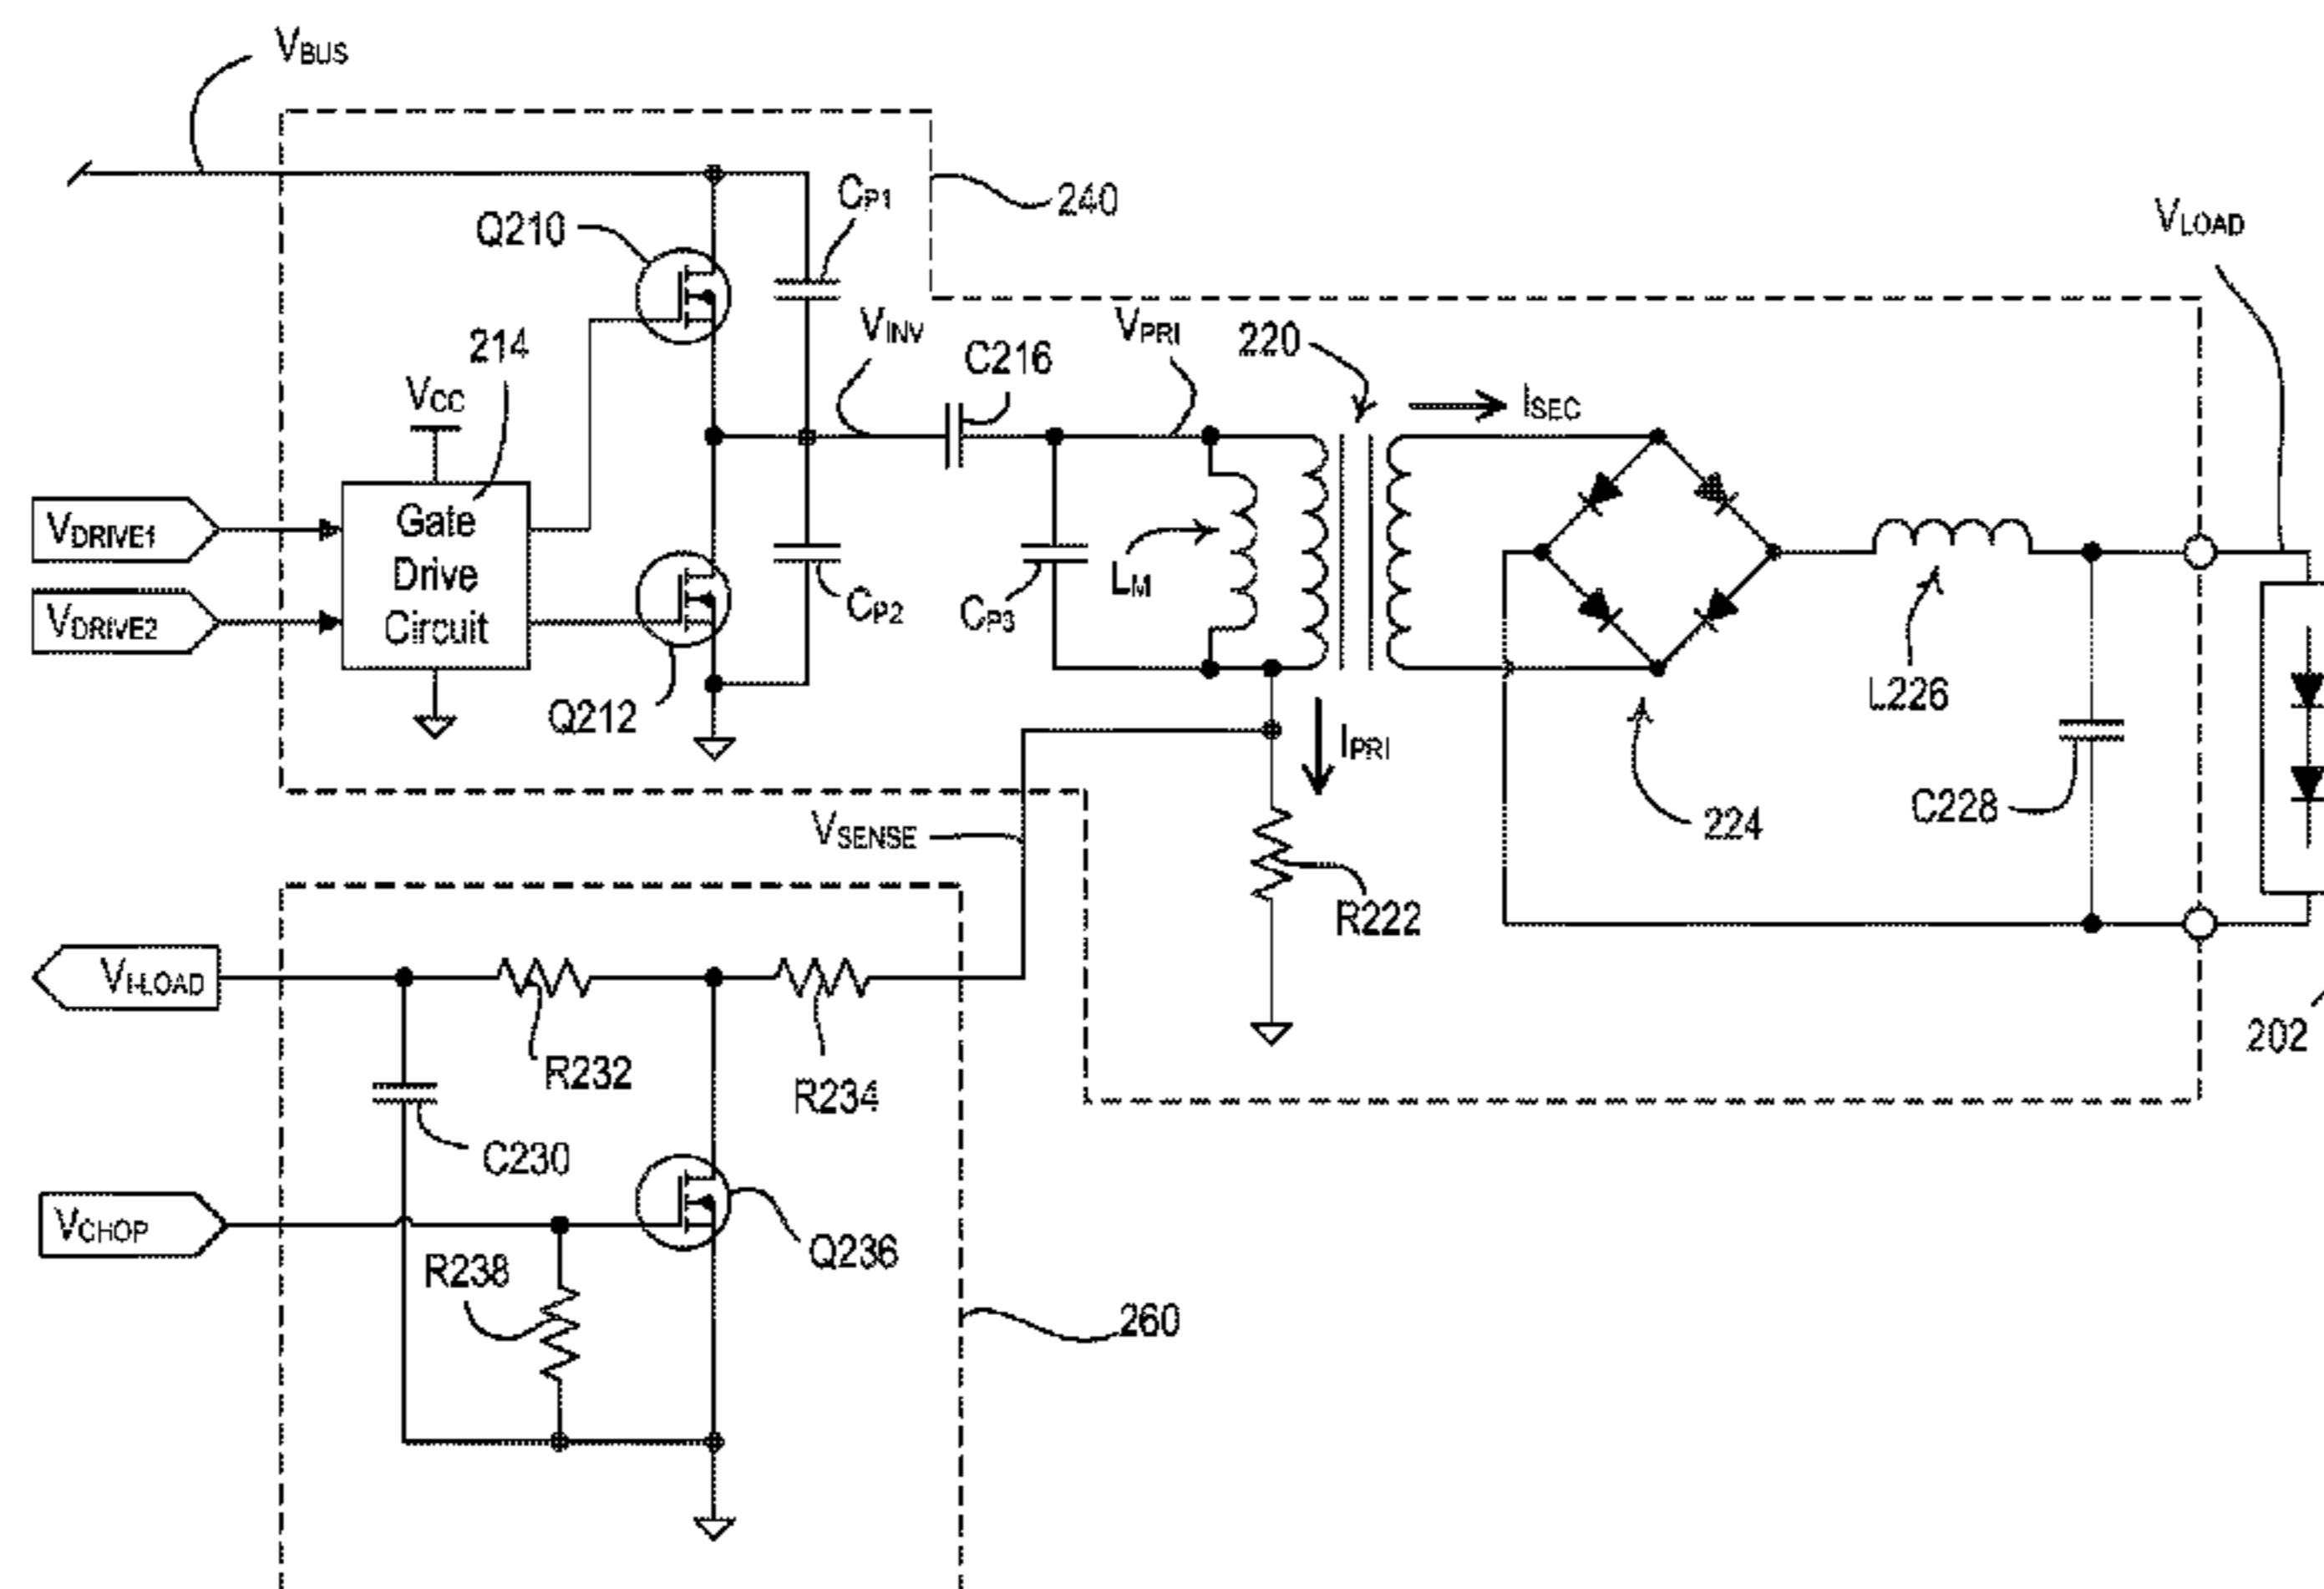 VBUS
CP1
240
Q210
VLOAD
VINV
VPRI
220
214
C216
VCC
ISEC
VDRIVE1
Gate
Drive
Circuit
VDRIVE2
LM
CP2
CP3
Q212
L226
IPRI
VSENSE
C228
224
R222
VI-LOAD
202
R232
R234
C230
VCHOP
Q236
R238
260